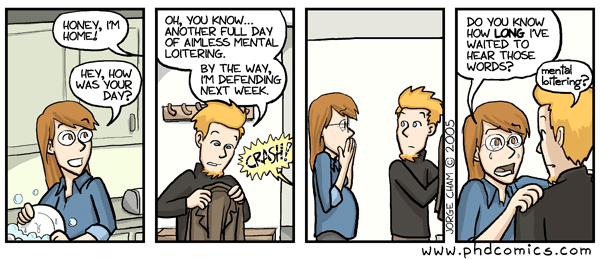 HONEY, I'M
HOME!
HEY, HOW
WAS YOUR
DAY?
OH, YOU KNOW...
ANOTHER FULL DAY
OF AIMLESS MENTAL
LOITERING.
BY THE WAY,
I'M DEFENDING
NEXT WEEK.
CRASH!!
JORGE CHAM © 2005
DO YOU KNOW
HOW LONG I'VE
WAITED TO
HEAR THOSE
WORDS?
mental
loitering?
www.phdcomics.com